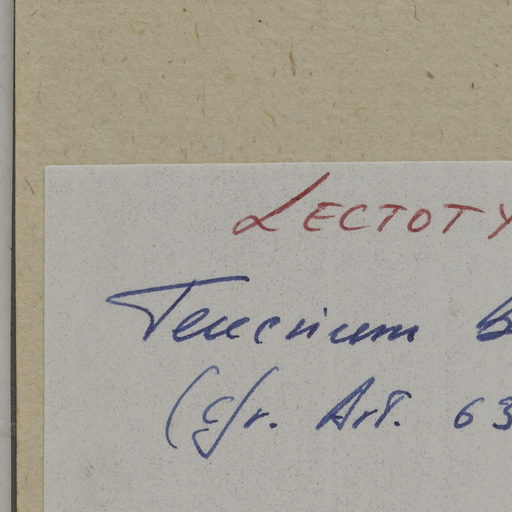 LECTOTY
Teucrium b
(cfr. Art. 63